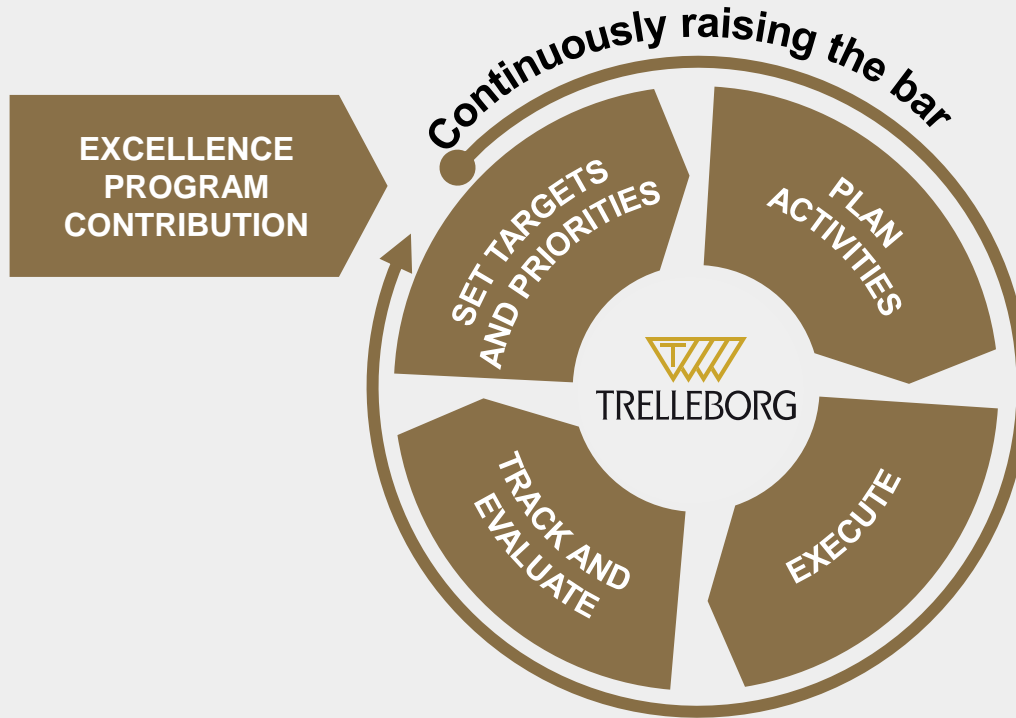 Continuously raising the bar
EXCELLENCE
PROGRAM
CONTRIBUTION
SET TARGETS
AND PRIORITIES
PLAN
ACTIVITIES
EXECUTE
TRACK AND
EVALUATE
T
TRELLEBORG